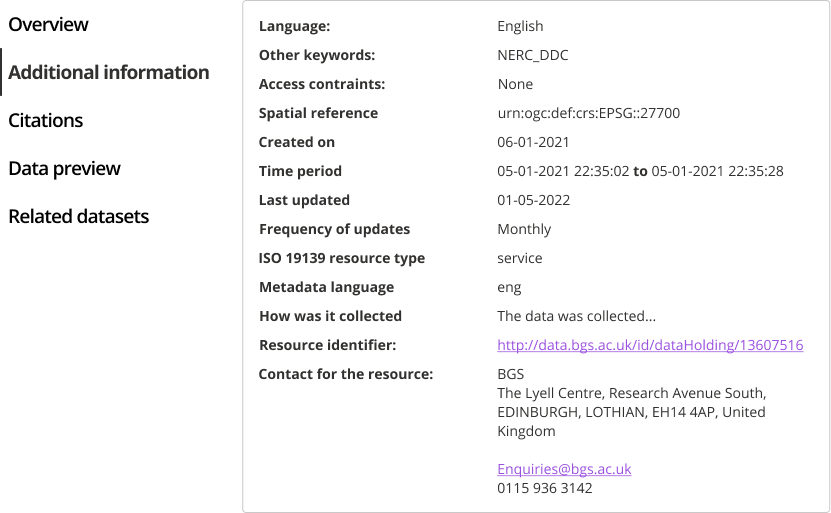 Overview
Additional information
Citations
Data preview
Related datasets
Language: English
Other keywords: NERC_DDC
Access contraints: None
Spatial reference urn:ogc:def:crs:EPSG::27700
Created on 06-01-2021
Time period 05-01-2021 22:35:02 to 05-01-2021 22:35:28
Last updated 01-05-2022
Frequency of updates Monthly
ISO 19139 resource type service
Metadata language eng
How was it collected The data was collected...
Resource identifier: http://data.bgs.ac.uk/id/dataHolding/13607516
Contact for the resource: BGS
The Lyell Centre, Research Avenue South,
EDINBURGH, LOTHIAN, EH14 4AP, United
Kingdom
Enquiries@bgs.ac.uk
0115 936 3142